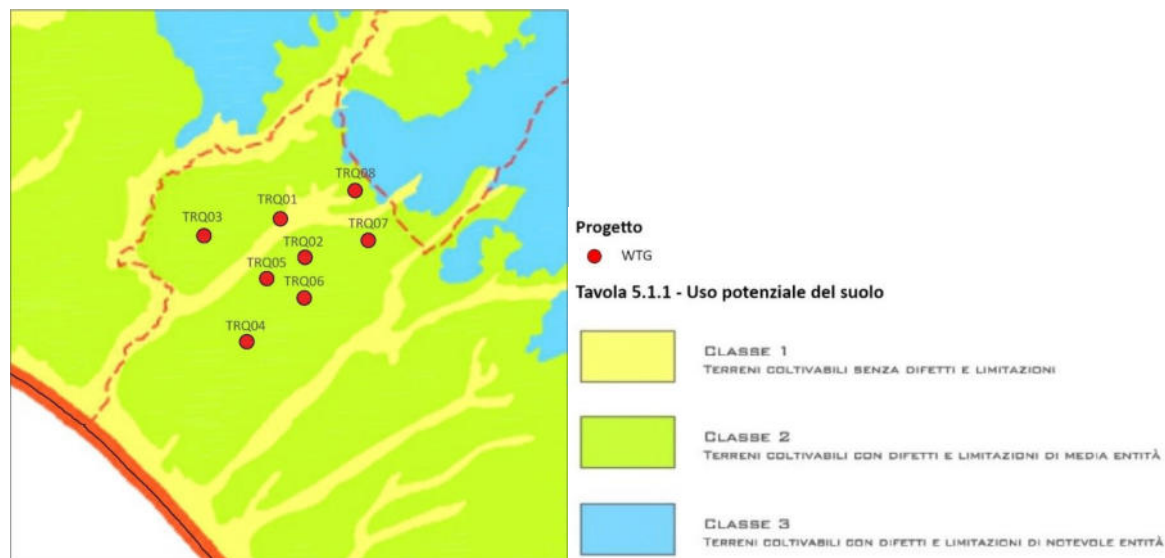 TRQ08
TRQ01
TRQ03
TRQ07
TRQ02
TRQ05
TRQ06
TRQ04
Progetto
WTG
Tavola 5.1.1 - Uso potenziale del suolo
CLASSE 1
TERRENI COLTIVABILI SENZA DIFETTI E LIMITAZIONI
CLASSE 2
TERRENI COLTIVABILI CON DIFETTI E LIMITAZIONI DI MEDIA ENTITÀ
CLASSE 3
TERRENI COLTIVABILI CON DIFETTI E LIMITAZIONI DI NOTEVOLE ENTITÀ